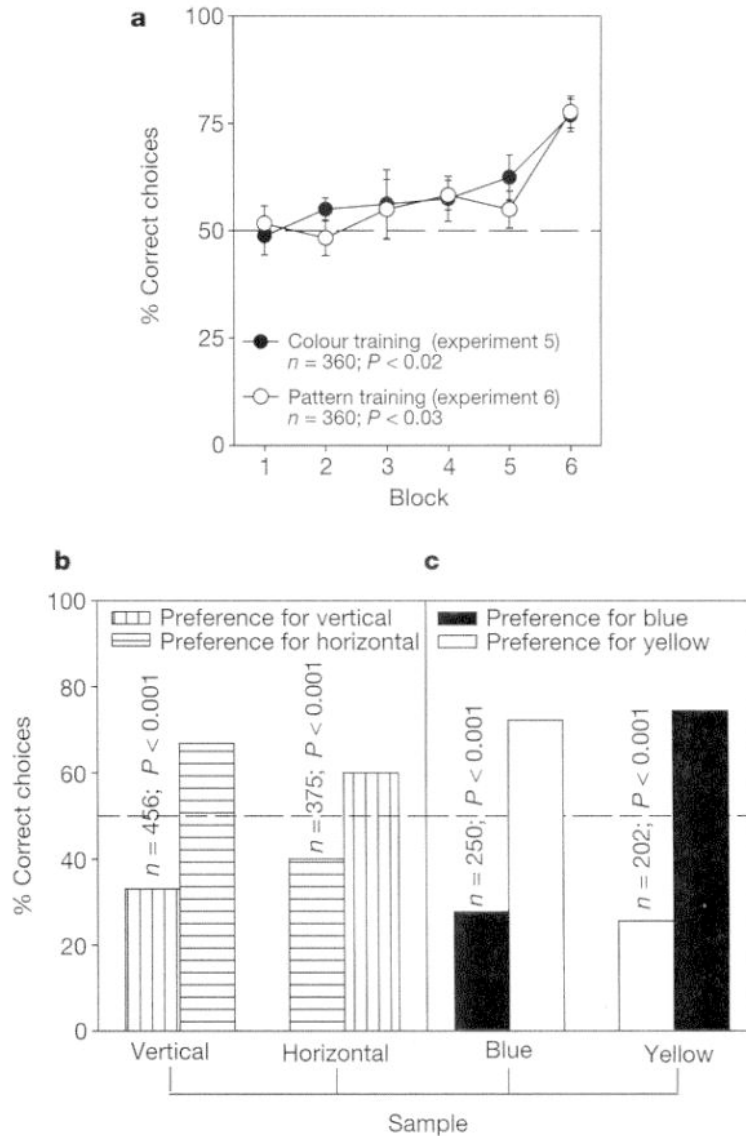 a
100
75
50
25
0
% Correct choices
Colour training (experiment 5)
n = 360; P < 0.02
Pattern training (experiment 6)
n = 360; P < 0.03
1 2 3 4 5 6
Block
b
c
100
80
60
40
20
0
% Correct choices
Preference for vertical
Preference for horizontal
Preference for blue
Preference for yellow
n = 456; P < 0.001
n = 375; P < 0.001
n = 250; P < 0.001
n = 202; P < 0.001
Vertical Horizontal Blue Yellow
Sample